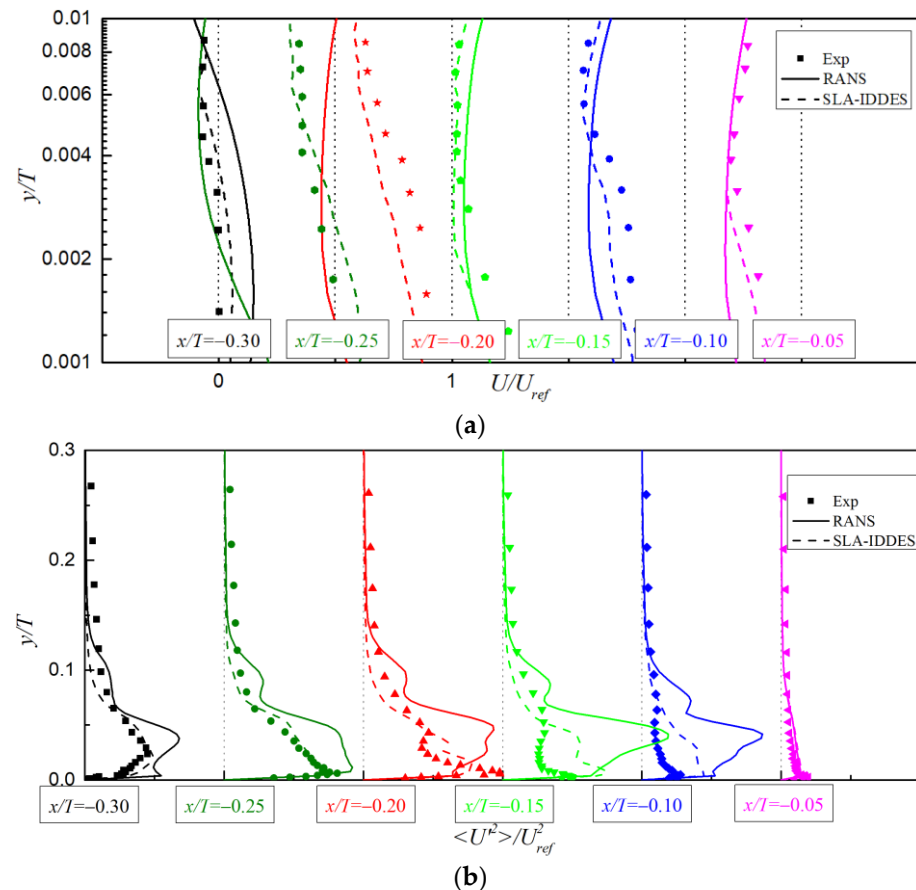 0.01
0.008
0.006
0.004
0.002
0.001
y/T
Exp
RANS
SLA-IDDES
x/T=−0.30
x/T=−0.25
x/T=−0.20
x/T=−0.15
x/T=−0.10
x/T=−0.05
0
1
U/U_ref
(a)
0.3
0.2
0.1
0.0
y/T
Exp
RANS
SLA-IDDES
x/T=−0.30
x/T=−0.25
x/T=−0.20
x/T=−0.15
x/T=−0.10
x/T=−0.05
<U'²>/U²_ref
(b)